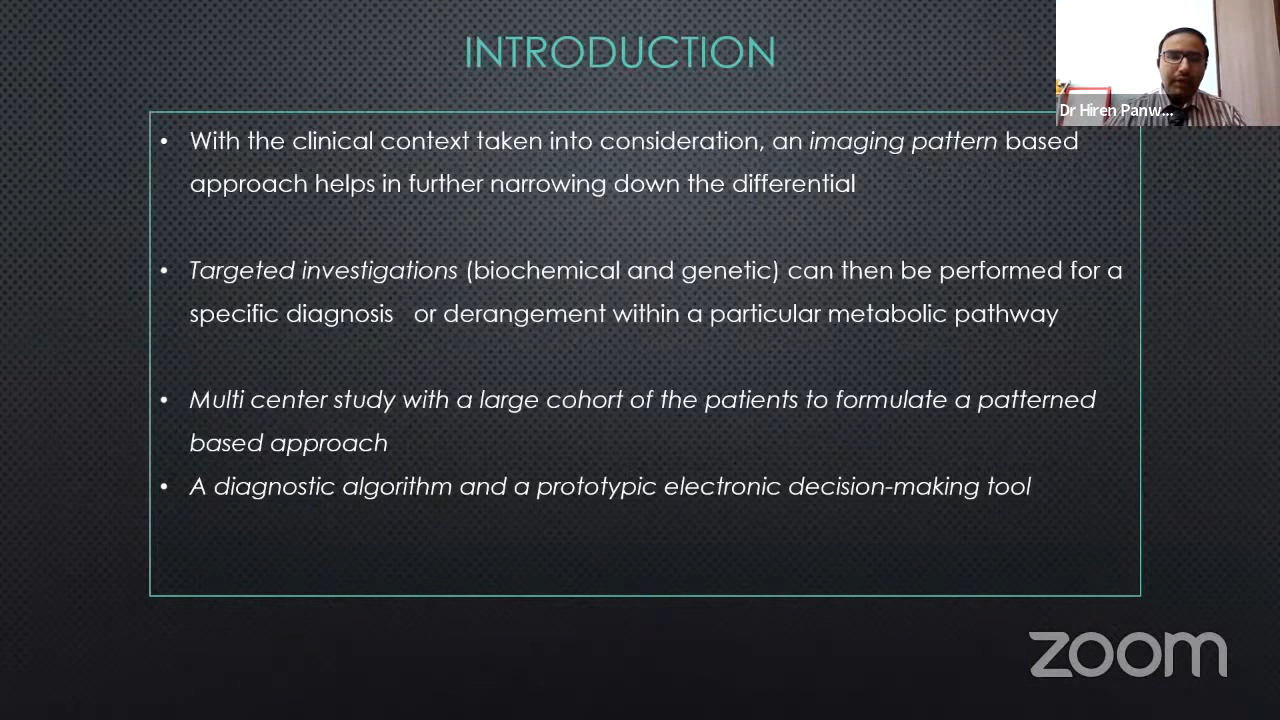 INTRODUCTION
Dr Hiren Panw...
• With the clinical context taken into consideration, an imaging pattern based
approach helps in further narrowing down the differential
• Targeted investigations (biochemical and genetic) can then be performed for a
specific diagnosis or derangement within a particular metabolic pathway
• Multi center study with a large cohort of the patients to formulate a patterned
based approach
• A diagnostic algorithm and a prototypic electronic decision-making tool
zoom